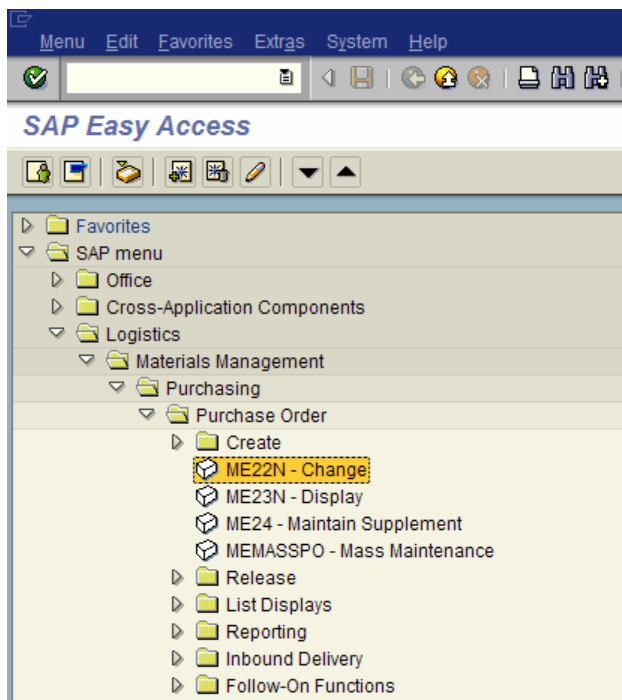 Menu Edit Favorites Extras System Help
SAP Easy Access
Favorites
SAP menu
Office
Cross-Application Components
Logistics
Materials Management
Purchasing
Purchase Order
Create
ME22N - Change
ME23N - Display
ME24 - Maintain Supplement
MEMASSPO - Mass Maintenance
Release
List Displays
Reporting
Inbound Delivery
Follow-On Functions